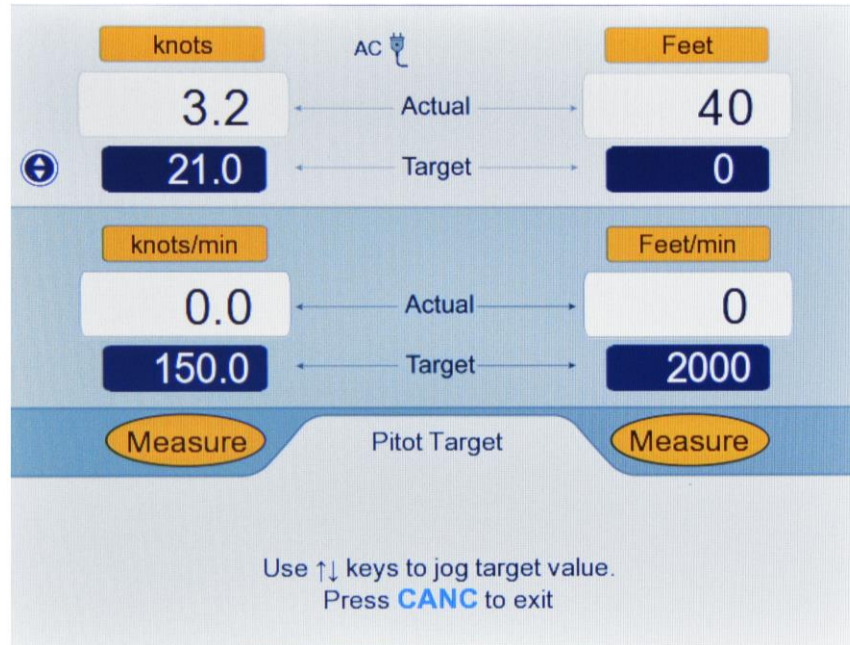 knots AC Feet
3.2 Actual 40
21.0 Target 0
knots/min Feet/min
0.0 Actual 0
150.0 Target 2000
Measure Pitot Target Measure
Use ↑↓ keys to jog target value.
Press CANC to exit